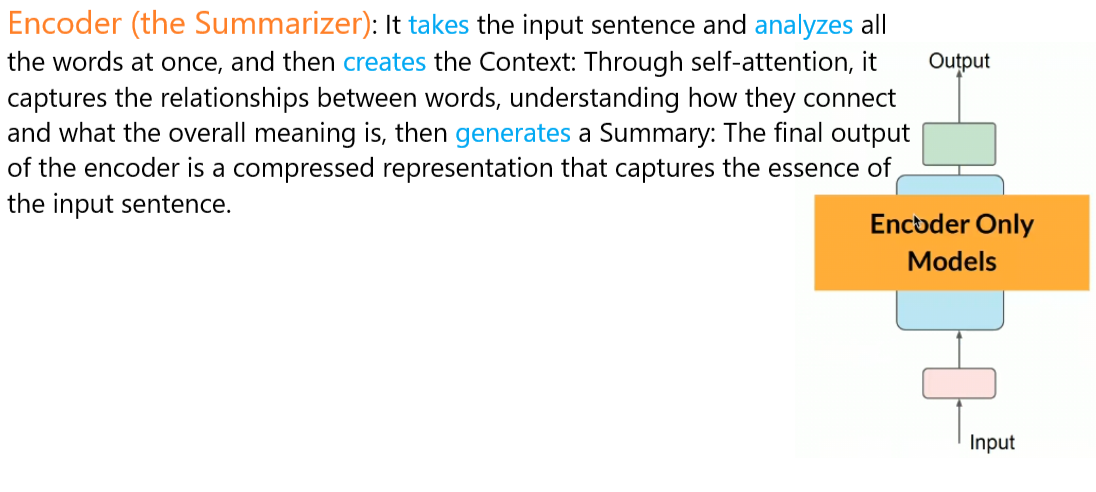 Encoder (the Summarizer): It takes the input sentence and analyzes all
the words at once, and then creates the Context: Through self-attention, it
captures the relationships between words, understanding how they connect
and what the overall meaning is, then generates a Summary: The final output
of the encoder is a compressed representation that captures the essence of
the input sentence.
Output
Encoder Only
Models
Input